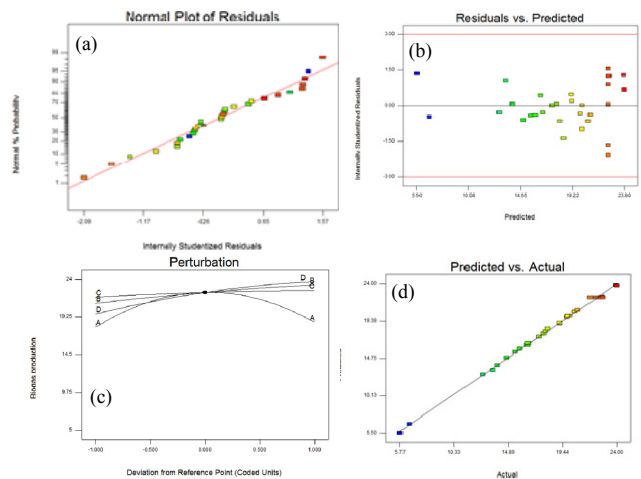 Normal Plot of Residuals
(a)
Normal % Probability
99
90
80
70
50
30
20
10
5
1
-2.09
-1.17
-0.26
0.65
1.57
Internally Studentized Residuals
Residuals vs. Predicted
(b)
Internally Studentized Residuals
3.00
1.50
0.00
-1.50
-3.00
5.50
10.08
14.65
19.22
23.80
Predicted
Perturbation
Biogas production
24
19.25
14.5
9.75
5
C
B
D
A
D
B
C
A
(c)
-1.000
-0.500
0.000
0.500
1.000
Deviation from Reference Point (Coded Units)
Predicted vs. Actual
(d)
24.00
19.38
14.75
10.13
5.50
5.77
10.33
14.89
19.44
24.00
Actual